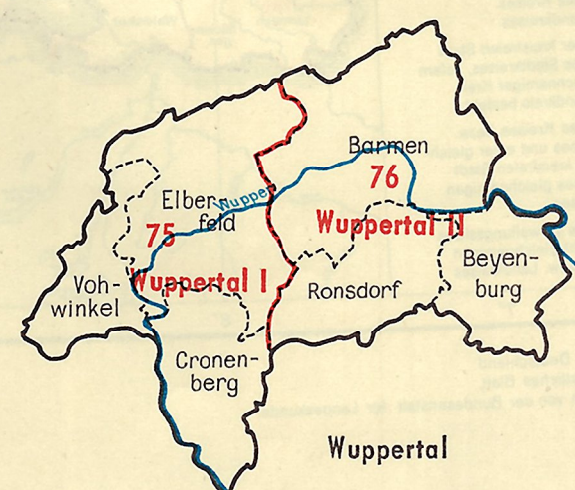 Barmen
76
Elber-
feld
Wupper
75
Wuppertal II
Wuppertal I
Voh-
winkel
Beyen-
burg
Ronsdorf
Cronen-
berg
Wuppertal